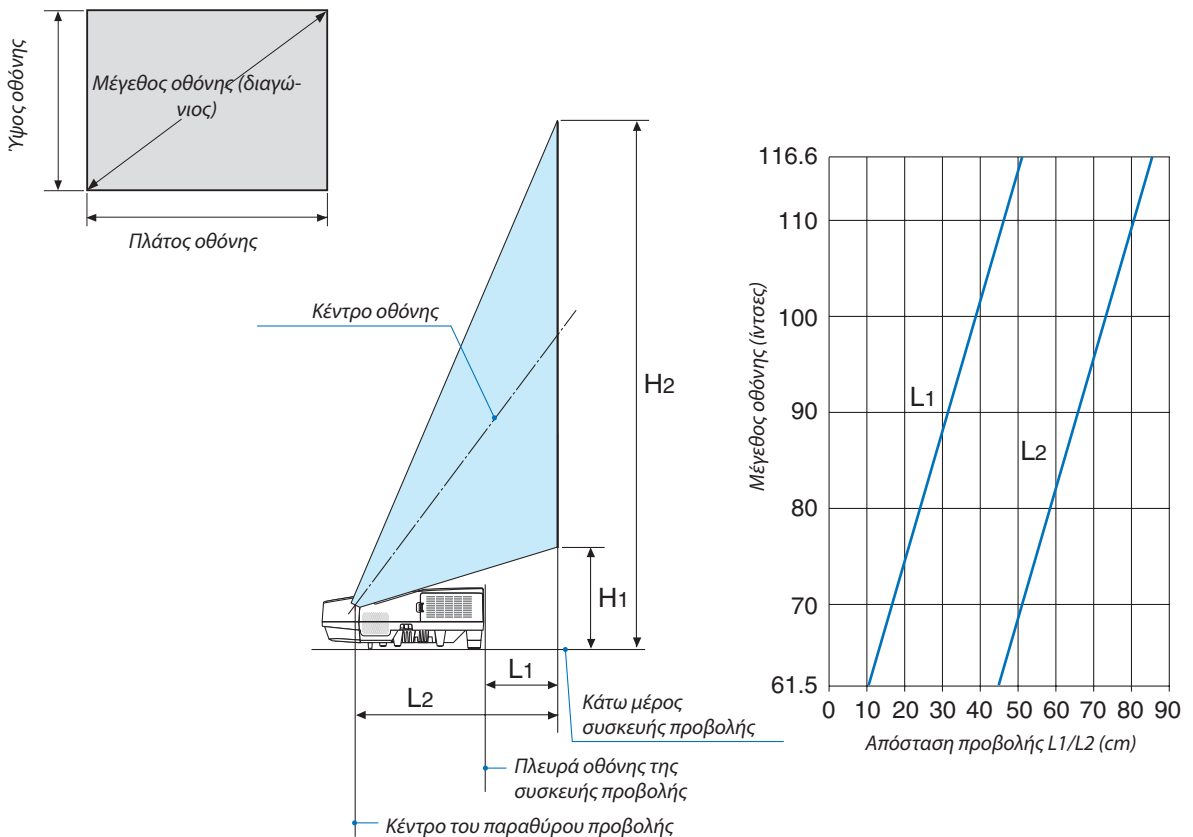 Ύψος οθόνης
Μέγεθος οθόνης (διαγώ-
νιος)
Πλάτος οθόνης
Κέντρο οθόνης
H2
H1
L1
L2
Κάτω μέρος
συσκευής προβολής
Πλευρά οθόνης της
συσκευής προβολής
Κέντρο του παραθύρου προβολής
Μέγεθος οθόνης (ίντσες)
116.6
110
100
90
80
70
61.5
L1
L2
0 10 20 30 40 50 60 70 80 90
Απόσταση προβολής L1/L2 (cm)